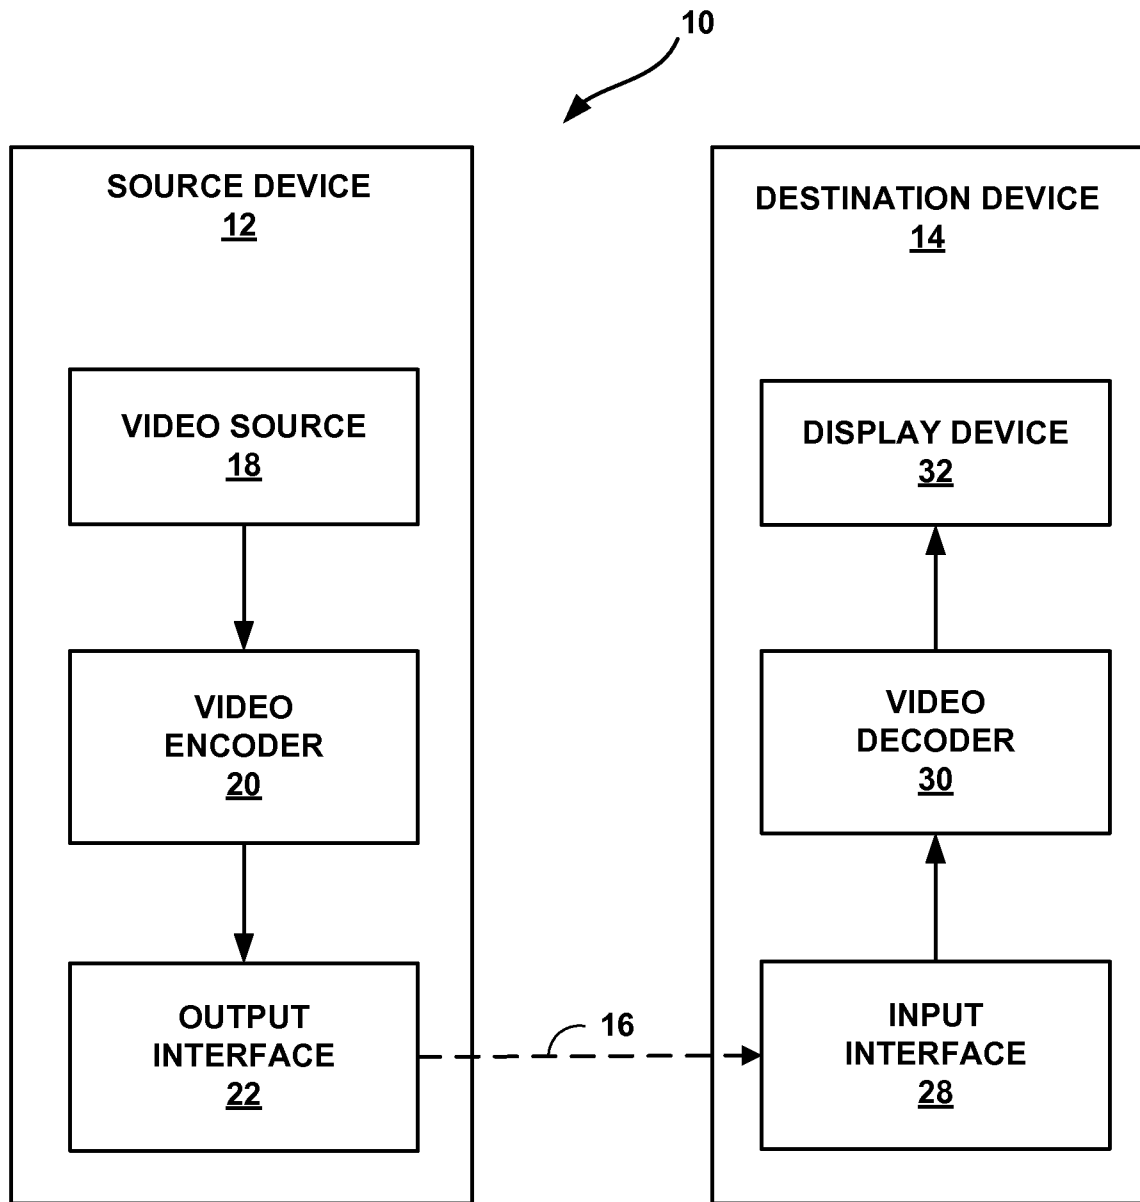 10
SOURCE DEVICE
12
VIDEO SOURCE
18
VIDEO
ENCODER
20
OUTPUT
INTERFACE
22
16
DESTINATION DEVICE
14
DISPLAY DEVICE
32
VIDEO
DECODER
30
INPUT
INTERFACE
28